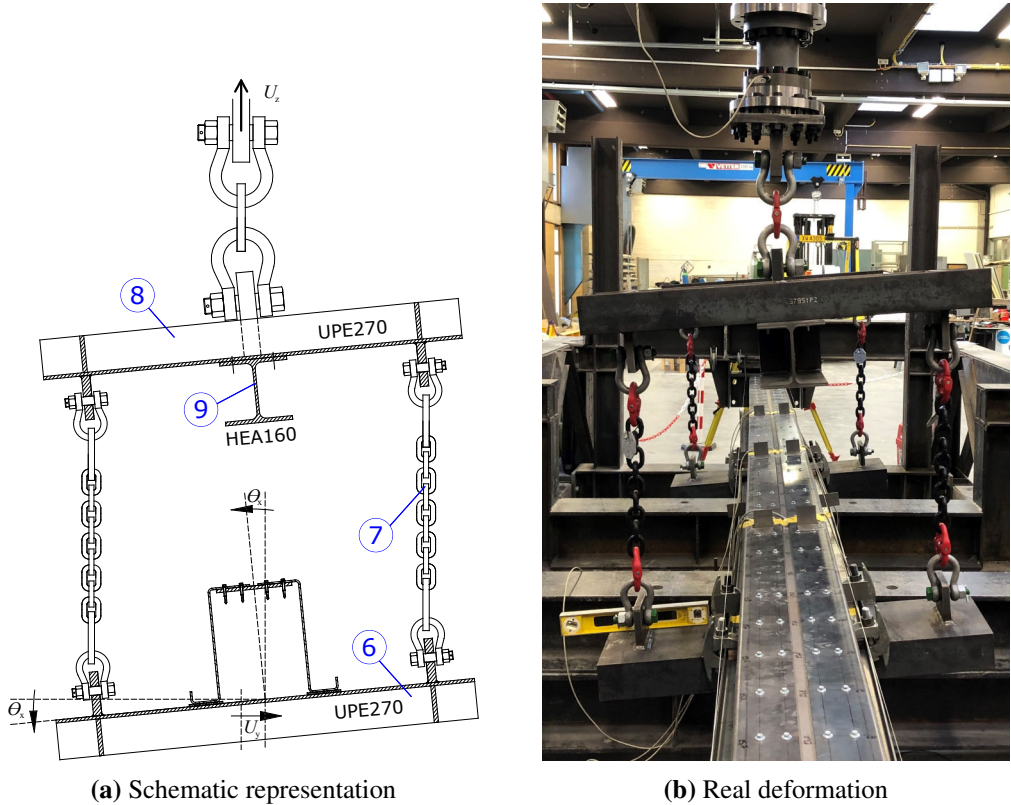 U_z
8
UPE270
9
HEA160
Θ_x
7
6
Θ_x
UPE270
U_y
VETTER
(a) Schematic representation
(b) Real deformation